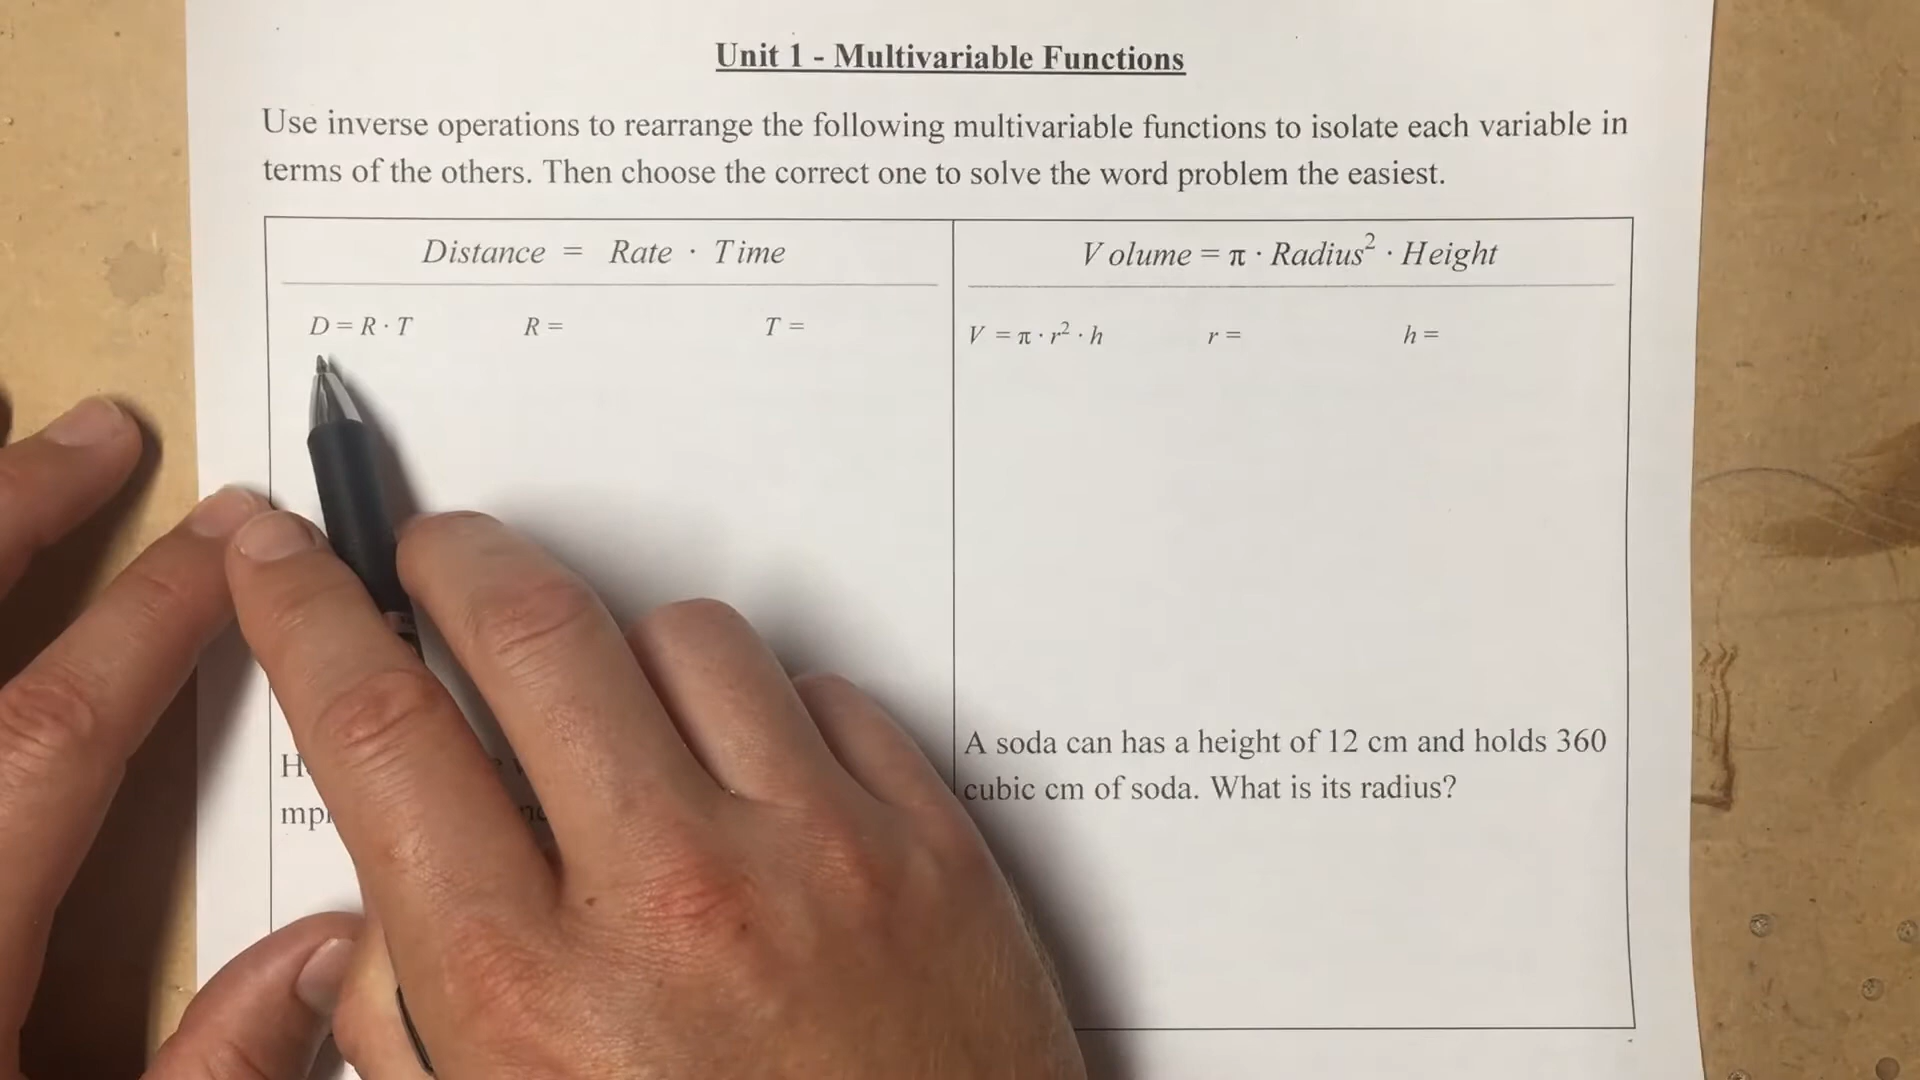 Unit 1 - Multivariable Functions
Use inverse operations to rearrange the following multivariable functions to isolate each variable in
terms of the others. Then choose the correct one to solve the word problem the easiest.
Distance = Rate · Time
D = R · T R = T =
Volume = π · Radius² · Height
V = π · r² · h r = h =
A soda can has a height of 12 cm and holds 360
cubic cm of soda. What is its radius?